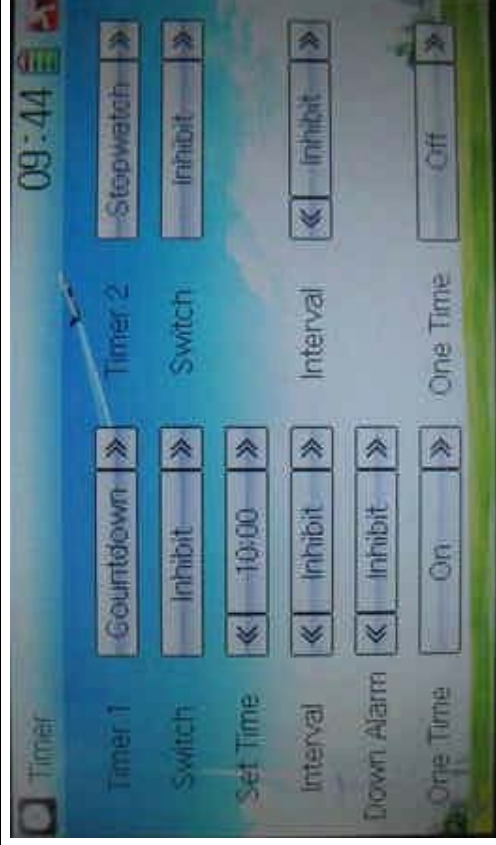 Timer 09:44
Timer 1 Countdown Timer 2 Stopwatch
Switch Inhibit Switch Inhibit
Set Time 10:00
Interval Inhibit Interval Inhibit
Down Alarm Inhibit
One Time On One Time Off